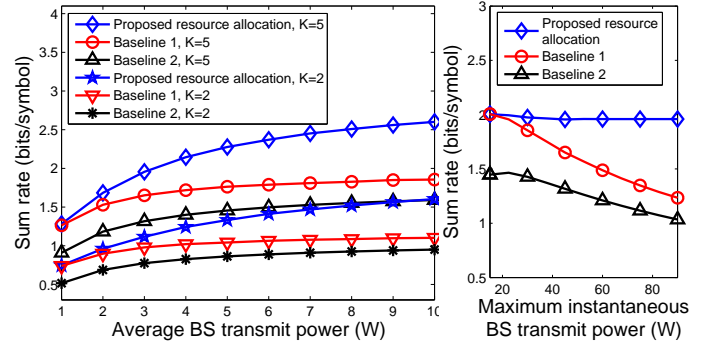 4
3.5
3
2.5
2
1.5
1
0.5
Sum rate (bits/symbol)
Proposed resource allocation, K=5
Baseline 1, K=5
Baseline 2, K=5
Proposed resource allocation, K=2
Baseline 1, K=2
Baseline 2, K=2
1 2 3 4 5 6 7 8 9 10
Average BS transmit power (W)
3
2.5
2
1.5
1
0.5
Sum rate (bits/symbol)
Proposed resource
allocation
Baseline 1
Baseline 2
20 40 60 80
Maximum instantaneous
BS transmit power (W)